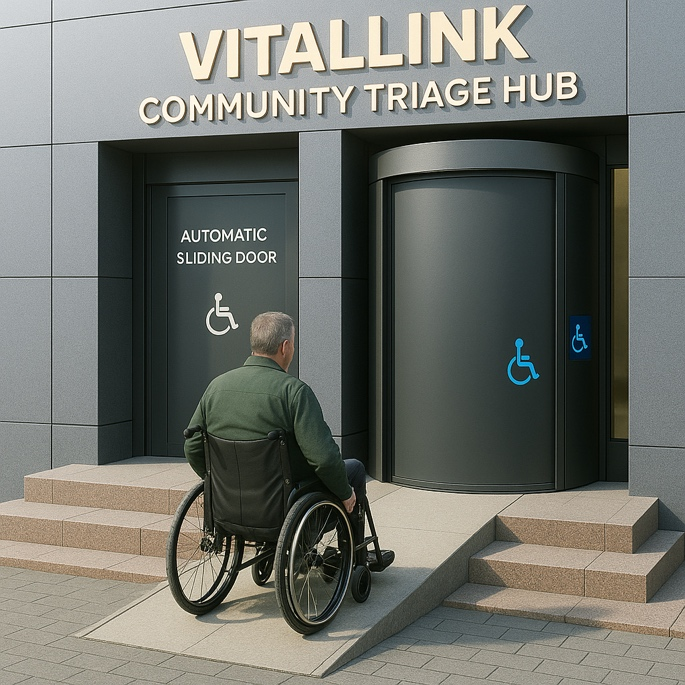 VITALLINK
COMMUNITY TRIAGE HUB
AUTOMATIC
SLIDING DOOR